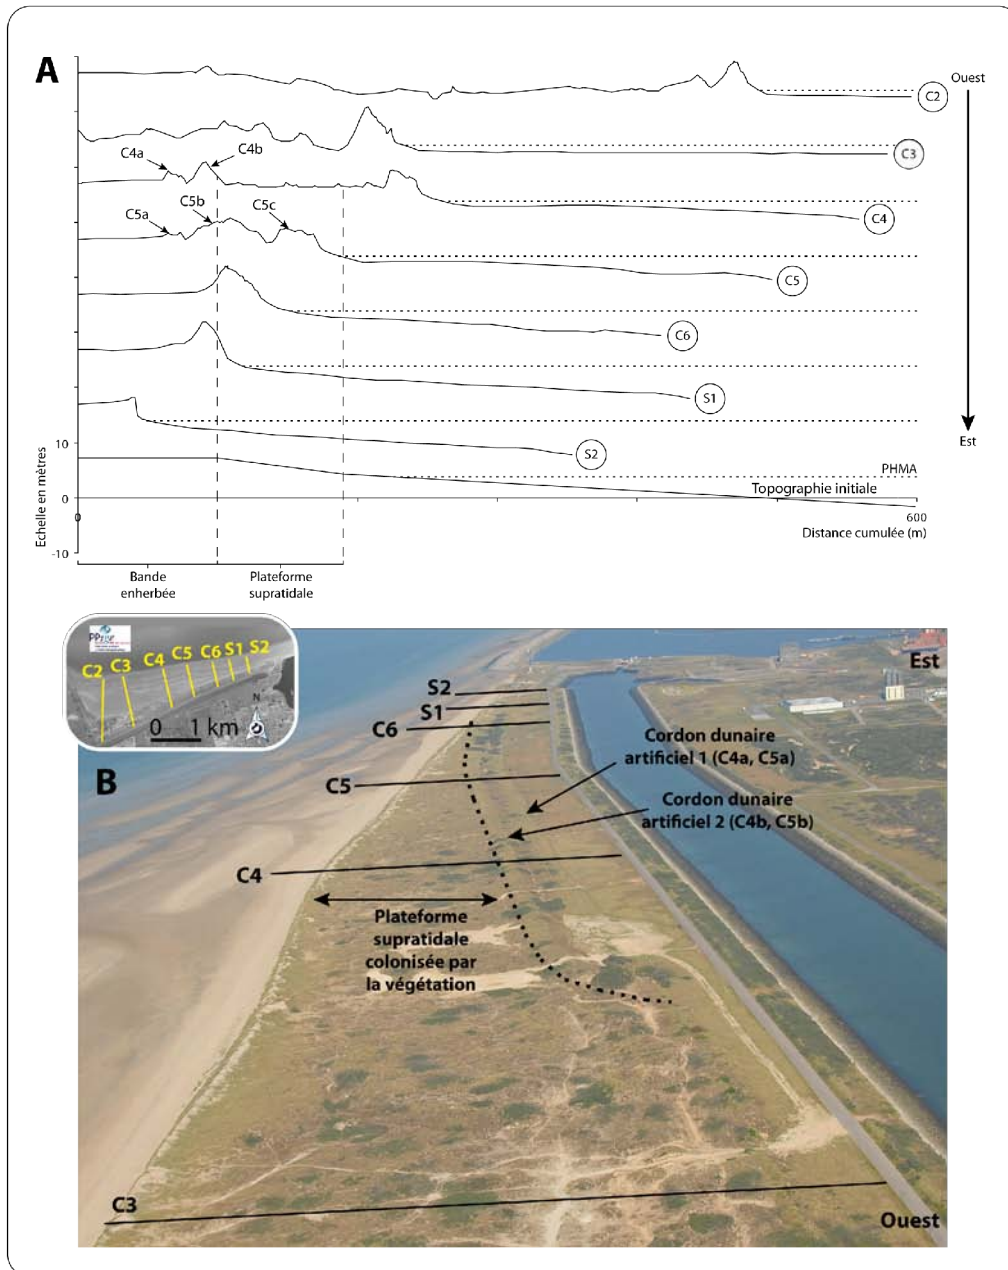 A
Ouest
C2
C3
C4a
C4b
C4
C5a
C5b
C5c
C5
C6
S1
Est
S2
10
PHMA
Echelle en mètres
Topographie initiale
0
0
600
Distance cumulée (m)
-10
Bande
enherbée
Plateforme
supratidale
C2 C3 C4 C5 C6 S1 S2
N
0 1 km
B
Est
S2
S1
C6
Cordon dunaire
artificiel 1 (C4a, C5a)
C5
Cordon dunaire
artificiel 2 (C4b, C5b)
C4
Plateforme
supratidale
colonisée par
la végétation
C3
Ouest